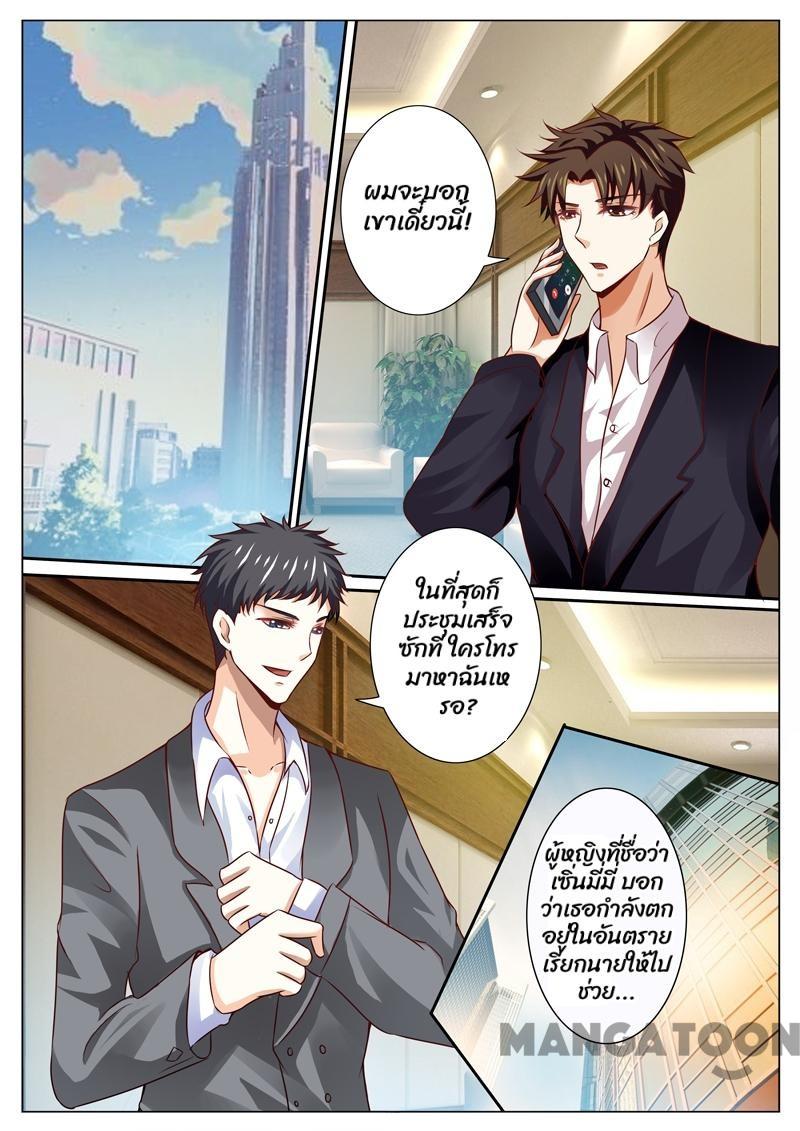 ผมจะบอก
เขาเดี๋ยวนี้!
ในที่สุดก็
ประชุมเสร็จ
ซักที ใครโทร
มาหาฉันเห
รอ?
ผู้หญิงที่ชื่อว่า
เซิ่นมีมี่ บอก
ว่าเธอกำลังตก
อยู่ในอันตราย
เรียกนายให้ไป
ช่วย...
MANGATOON